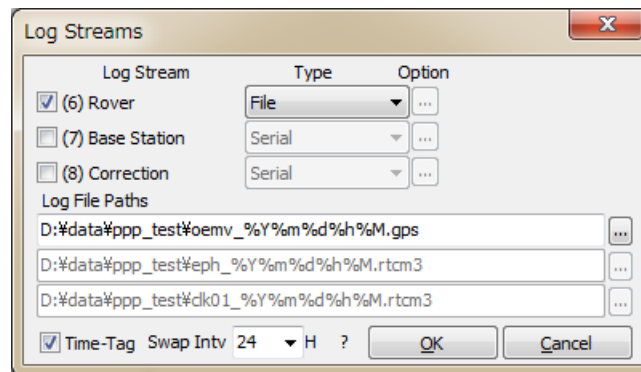 Log Streams
Log Stream Type Option
(6) Rover File ...
(7) Base Station Serial ...
(8) Correction Serial ...
Log File Paths
D:¥data¥ppp_test¥oemv_%Y%m%d%h%M.gps ...
D:¥data¥ppp_test¥eph_%Y%m%d%h%M.rtcm3 ...
D:¥data¥ppp_test¥clk01_%Y%m%d%h%M.rtcm3 ...
Time-Tag Swap Intv 24 H ? OK Cancel